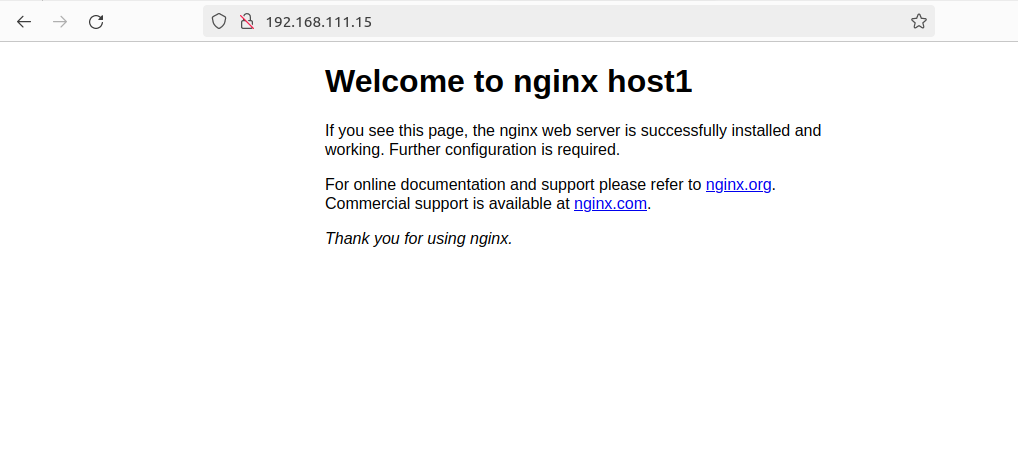 192.168.111.15
Welcome to nginx host1
If you see this page, the nginx web server is successfully installed and
working. Further configuration is required.
For online documentation and support please refer to nginx.org.
Commercial support is available at nginx.com.
Thank you for using nginx.